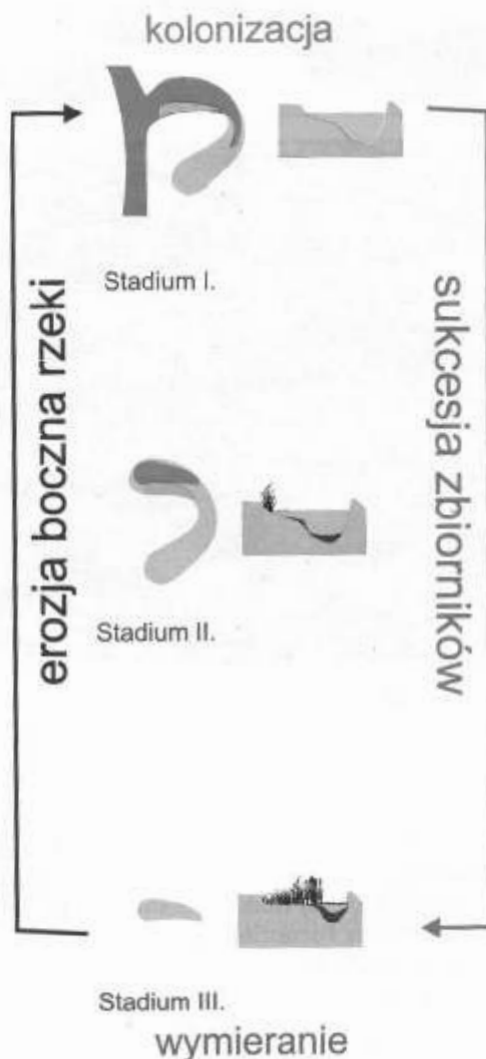 kolonizacja
Stadium I.
erozja boczna rzeki
sukcesja zbiorników
Stadium II.
Stadium III.
wymieranie